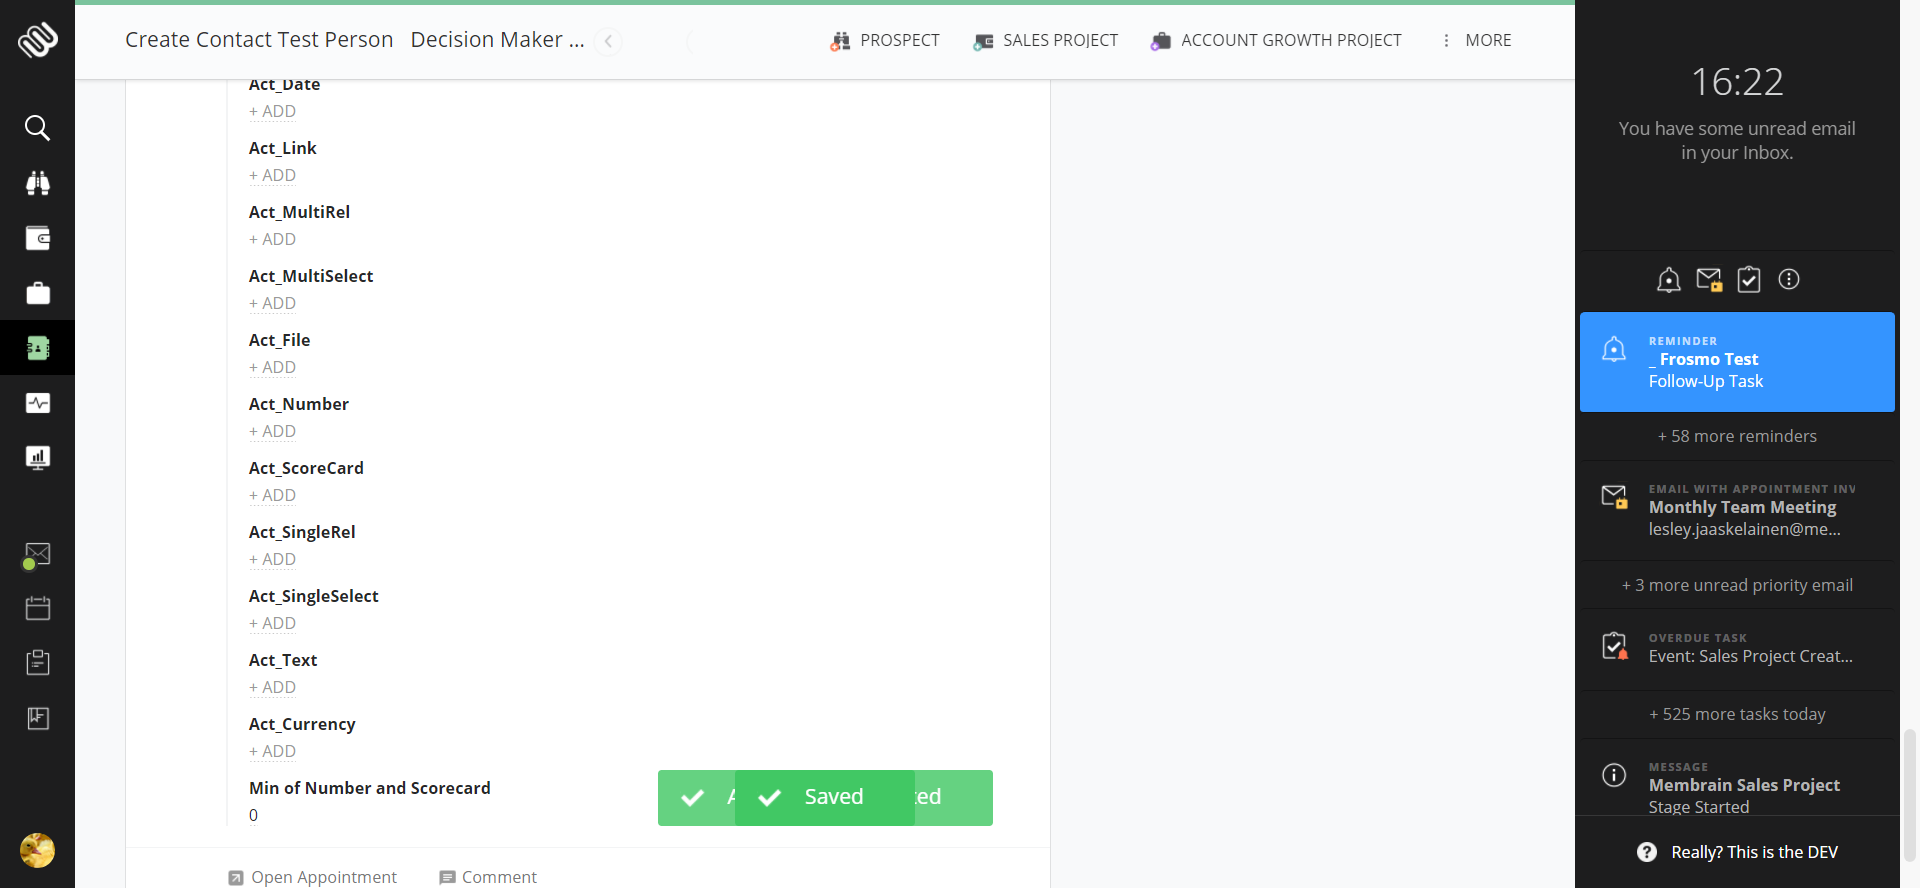 Create Contact Test Person Decision Maker ...
PROSPECT
SALES PROJECT
ACCOUNT GROWTH PROJECT
MORE
Act_Date
+ ADD
Act_Link
+ ADD
Act_MultiRel
+ ADD
Act_MultiSelect
+ ADD
Act_File
+ ADD
Act_Number
+ ADD
Act_ScoreCard
+ ADD
Act_SingleRel
+ ADD
Act_SingleSelect
+ ADD
Act_Text
+ ADD
Act_Currency
+ ADD
Min of Number and Scorecard
0
Saved
Open Appointment
Comment
16:22
You have some unread email
in your Inbox.
REMINDER
_ Frosmo Test
Follow-Up Task
+ 58 more reminders
EMAIL WITH APPOINTMENT INV
Monthly Team Meeting
lesley.jaaskelainen@me...
+ 3 more unread priority email
OVERDUE TASK
Event: Sales Project Creat...
+ 525 more tasks today
MESSAGE
Membrain Sales Project
Stage Started
Really? This is the DEV